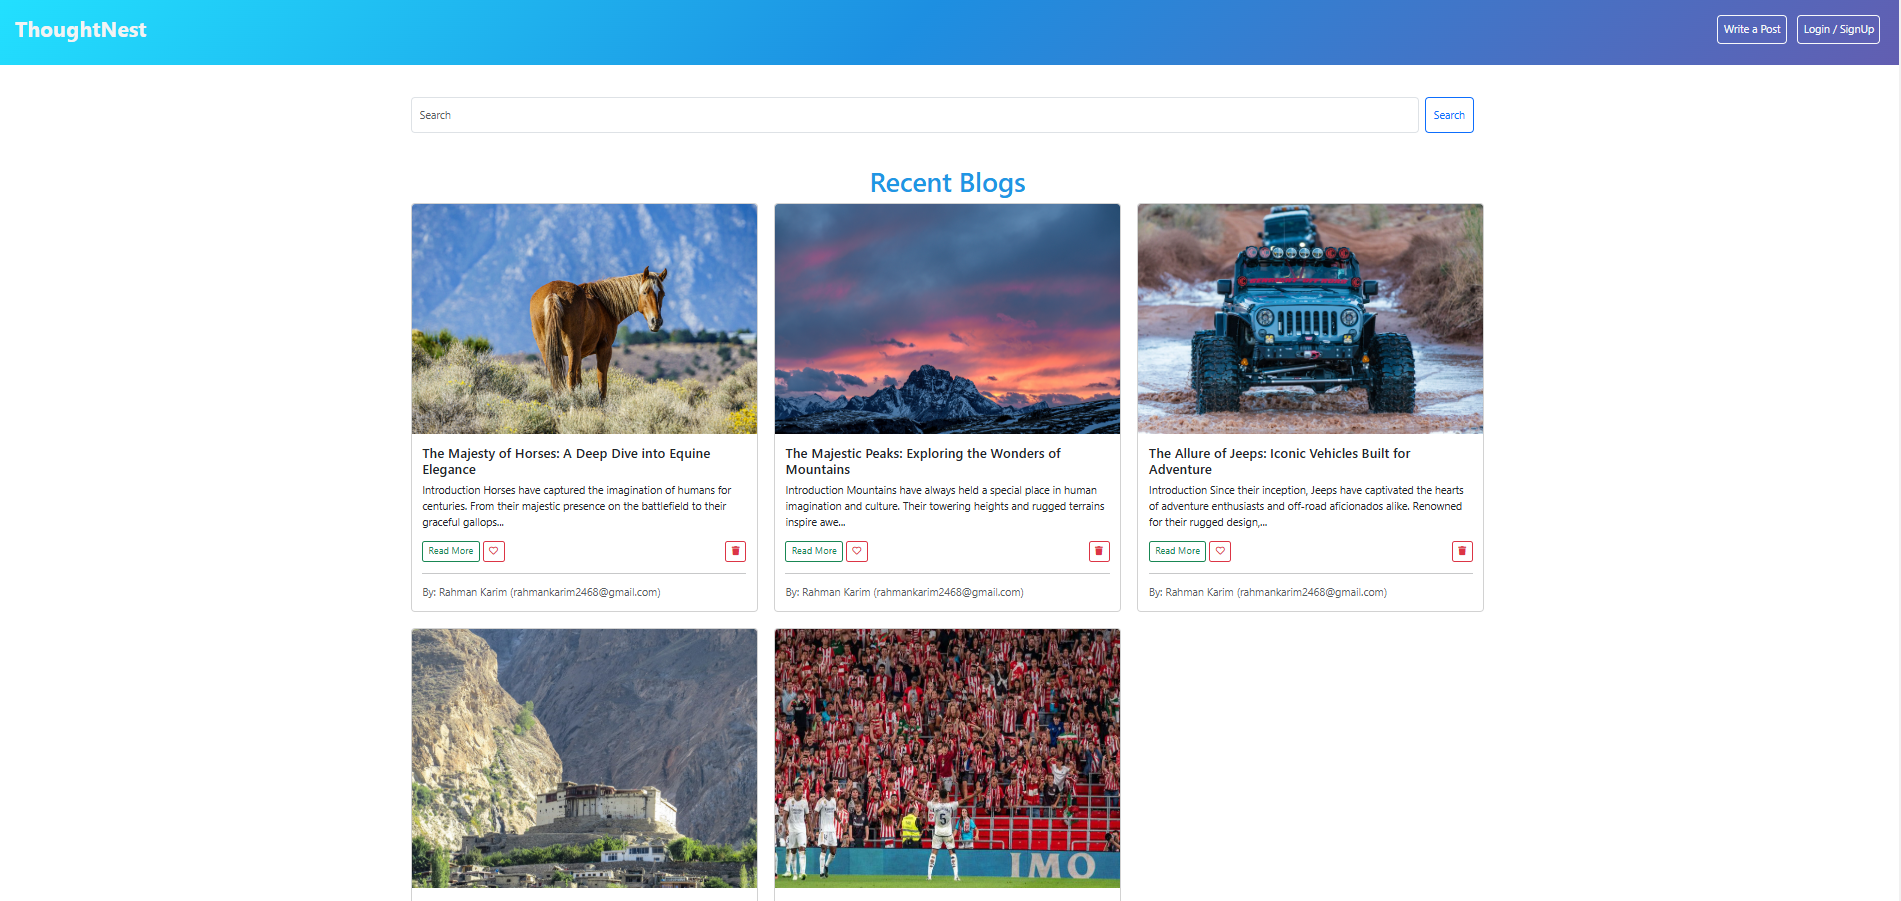 ThoughtNest
Write a Post
Login / SignUp
Search
Search
Recent Blogs
The Majesty of Horses: A Deep Dive into Equine
Elegance
Introduction Horses have captured the imagination of humans for
centuries. From their majestic presence on the battlefield to their
graceful gallops...
Read More
By: Rahman Karim (rahmankarim2468@gmail.com)
The Majestic Peaks: Exploring the Wonders of
Mountains
Introduction Mountains have always held a special place in human
imagination and culture. Their towering heights and rugged terrains
inspire awe...
Read More
By: Rahman Karim (rahmankarim2468@gmail.com)
The Allure of Jeeps: Iconic Vehicles Built for
Adventure
Introduction Since their inception, Jeeps have captivated the hearts
of adventure enthusiasts and off-road aficionados alike. Renowned
for their rugged design,...
Read More
By: Rahman Karim (rahmankarim2468@gmail.com)
5
IMO